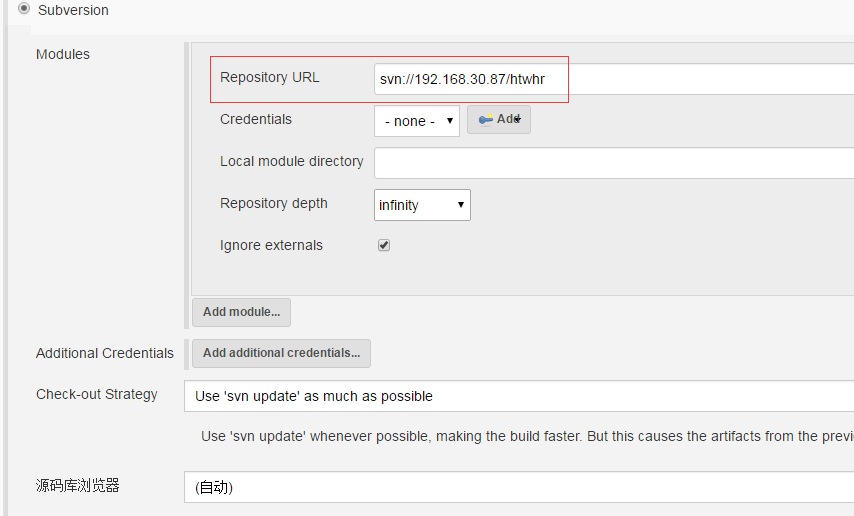 Subversion
Modules
Repository URL svn://192.168.30.87/htwhr
Credentials - none - Add
Local module directory
Repository depth infinity
Ignore externals
Add module...
Additional Credentials Add additional credentials...
Check-out Strategy Use 'svn update' as much as possible
Use 'svn update' whenever possible, making the build faster. But this causes the artifacts from the previ
源码库浏览器 (自动)